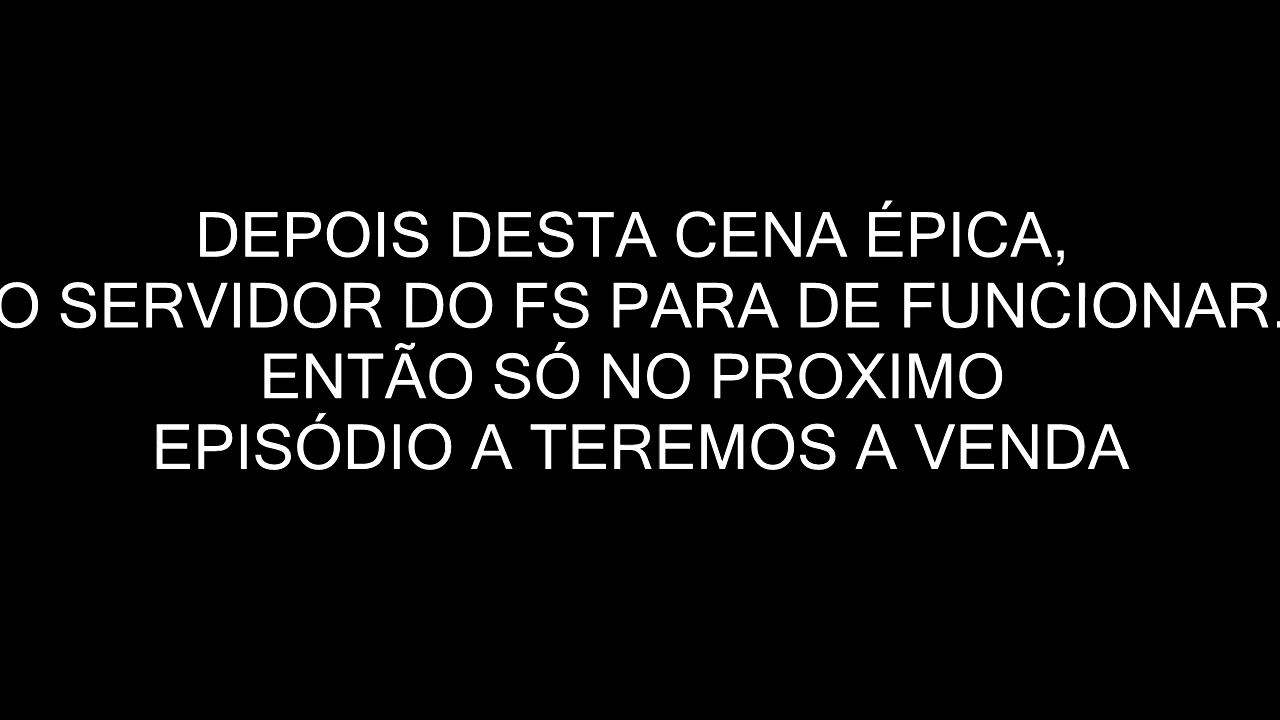 DEPOIS DESTA CENA ÉPICA,
O SERVIDOR DO FS PARA DE FUNCIONAR.
ENTÃO SÓ NO PROXIMO
EPISÓDIO A TEREMOS A VENDA